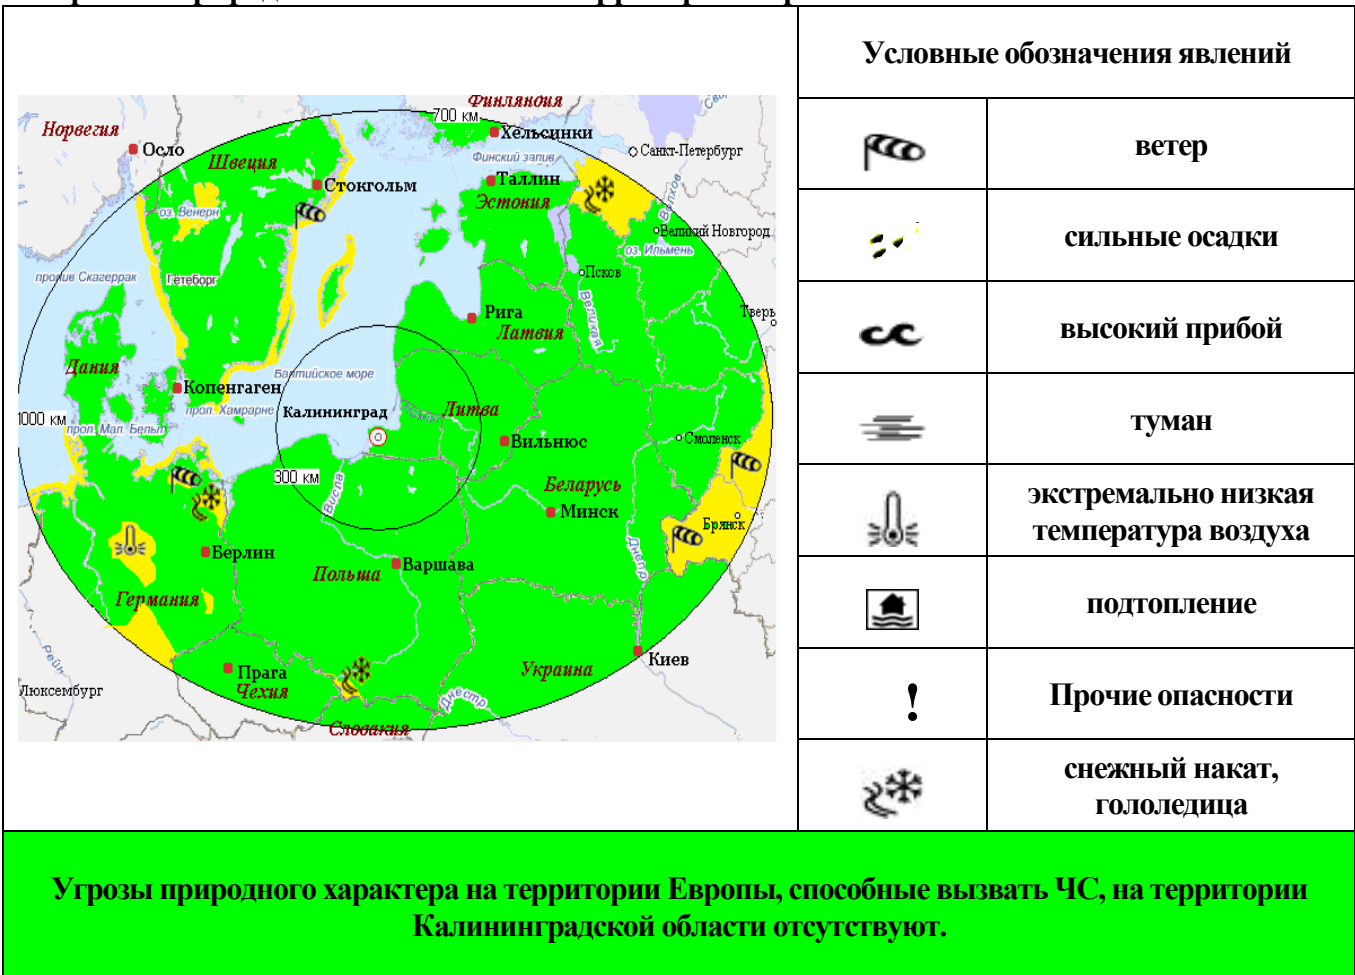 Условные обозначения явлений
ветер
сильные осадки
высокий прибой
туман
экстремально низкая
температура воздуха
подтопление
!
Прочие опасности
снежный накат,
гололедица
Финляндия
700 км
Норвегия
Хельсинки
Осло
Финский залив
Санкт-Петербург
Швеция
Таллин
Стокгольм
Эстония
Волхов
оз. Венерн
Великий Новгород
оз. Ильмень
пролив Скагеррак
Гетеборг
Псков
Великая
Рига
Тверь
Латвия
Дания
Балтийское море
Копенгаген
прол. Хамрарне
Калининград
Литва
1000 км
прол. Мал. Бельт
Вильнюс
Смоленск
300 км
Висла
Беларусь
Минск
Брянск
Днепр
Берлин
Польша
Варшава
Германия
Рейн
Прага
Чехия
Украина
Киев
Люксембург
Днестр
Словакия
Угрозы природного характера на территории Европы, способные вызвать ЧС, на территории
Калининградской области отсутствуют.